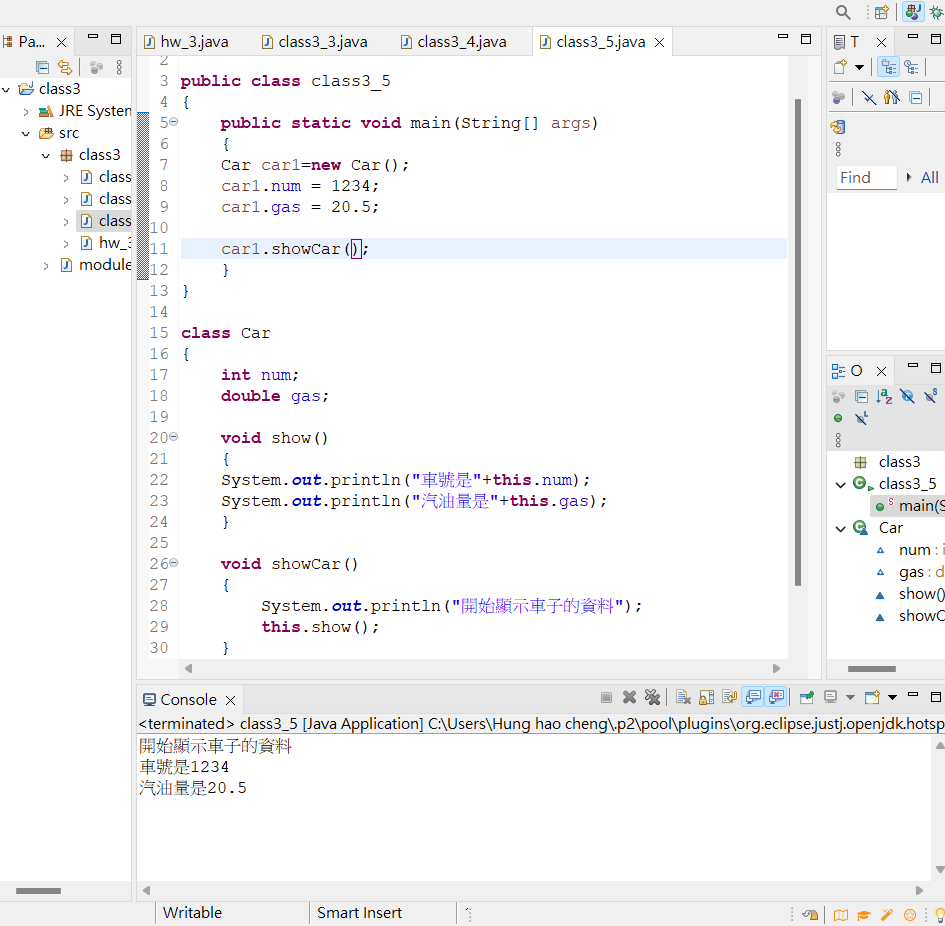 Pa...
hw_3.java
class3_3.java
class3_4.java
class3_5.java
T
class3
JRE System
src
class3
class
class
class
hw_3
module
2
3 public class class3_5
4 {
5 public static void main(String[] args)
6 {
7 Car car1=new Car();
8 car1.num = 1234;
9 car1.gas = 20.5;
10
11 car1.showCar();
12 }
13 }
14
15 class Car
16 {
17 int num;
18 double gas;
19
20 void show()
21 {
22 System.out.println("車號是"+this.num);
23 System.out.println("汽油量是"+this.gas);
24 }
25
26 void showCar()
27 {
28 System.out.println("開始顯示車子的資料");
29 this.show();
30 }
Find
All
O
class3
class3_5
main(S
Car
num : i
gas : d
show()
showC
Console
<terminated> class3_5 [Java Application] C:\Users\Hung hao cheng\.p2\pool\plugins\org.eclipse.justj.openjdk.hotsp
開始顯示車子的資料
車號是1234
汽油量是20.5
Writable
Smart Insert